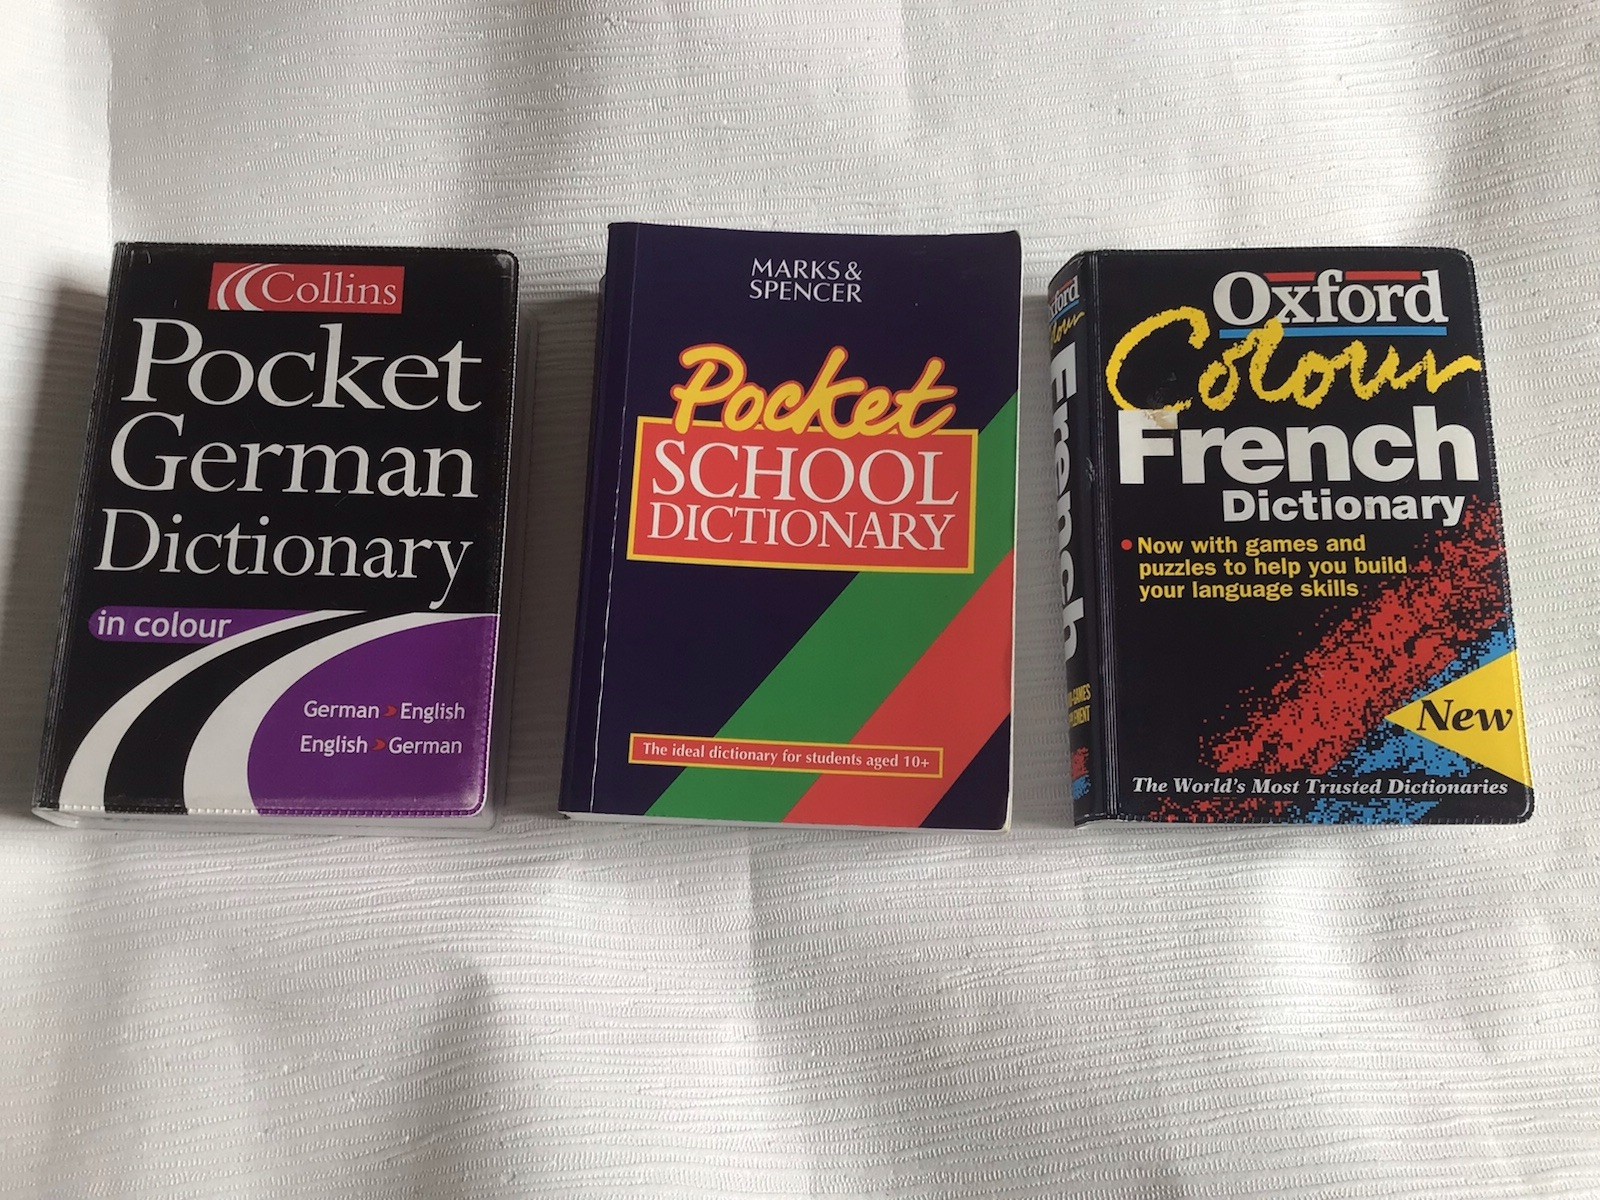 Collins
Pocket
German
Dictionary
in colour
German > English
English > German
MARKS &
SPENCER
Pocket
SCHOOL
DICTIONARY
The ideal dictionary for students aged 10+
French
Oxford
Colour
French
Dictionary
• Now with games and
puzzles to help you build
your language skills
New
The World's Most Trusted Dictionaries